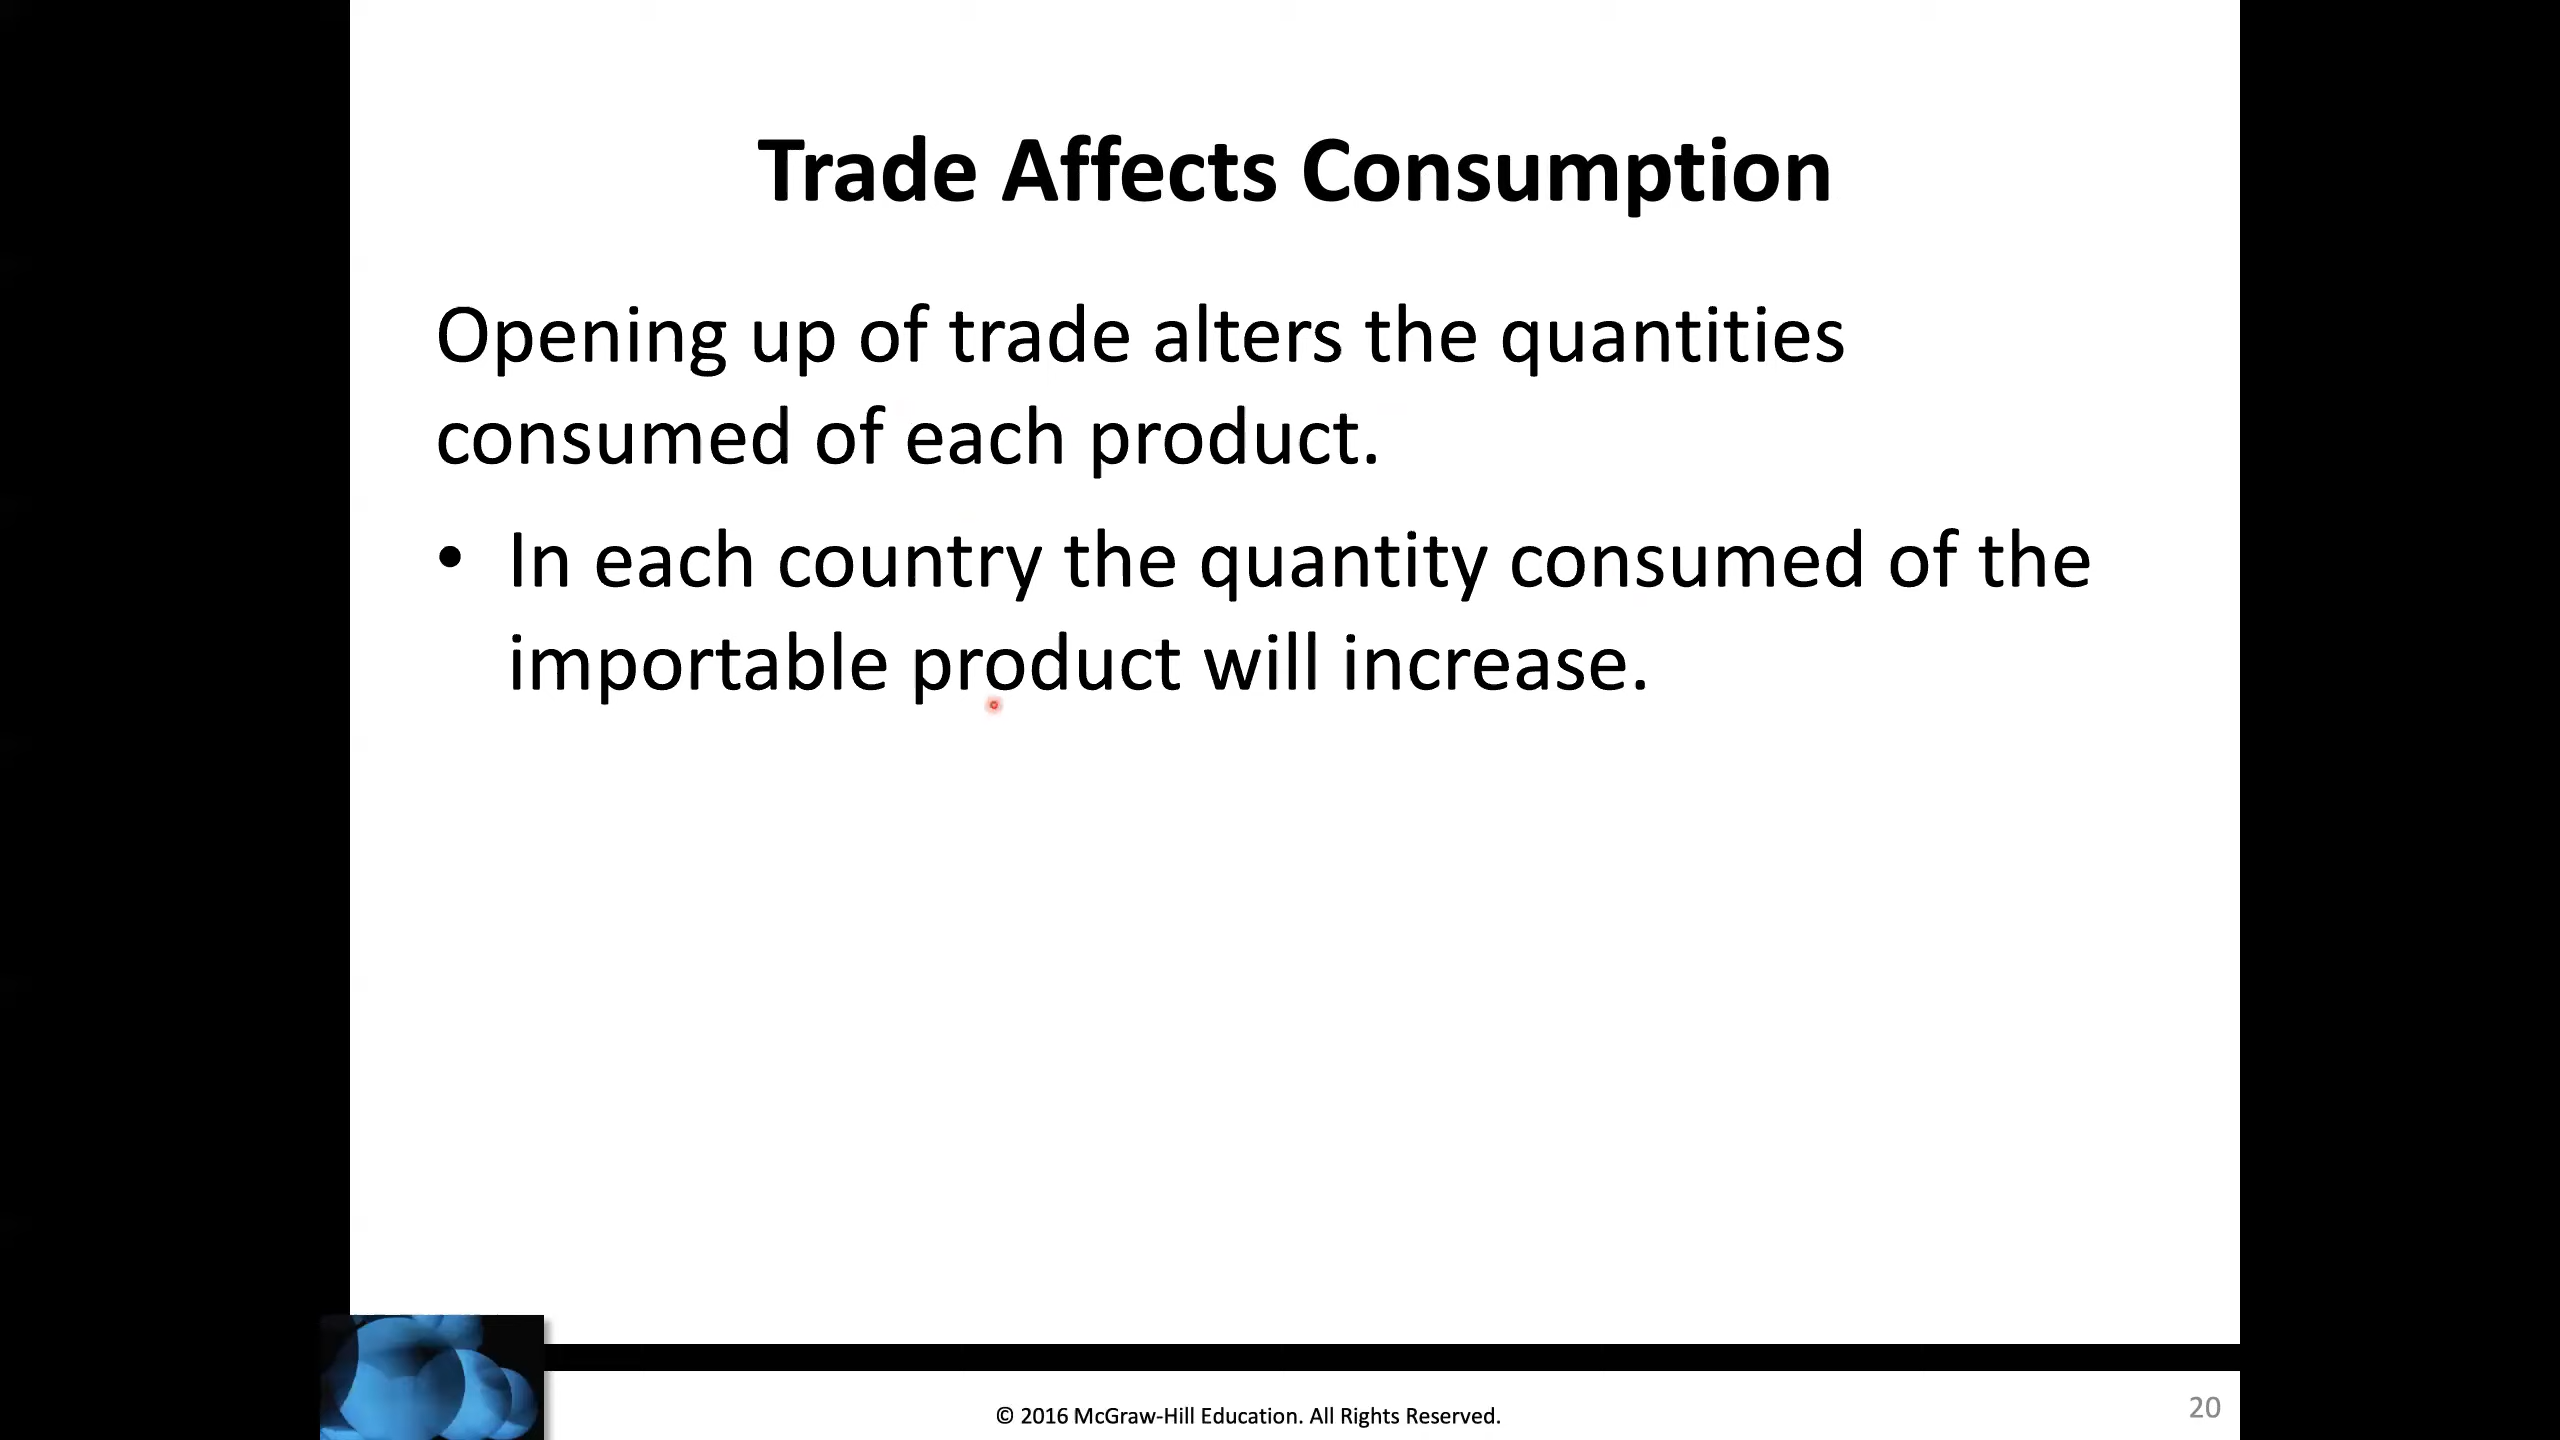 Trade Affects Consumption
Opening up of trade alters the quantities
consumed of each product.
• In each country the quantity consumed of the
importable product will increase.
© 2016 McGraw-Hill Education. All Rights Reserved.
20